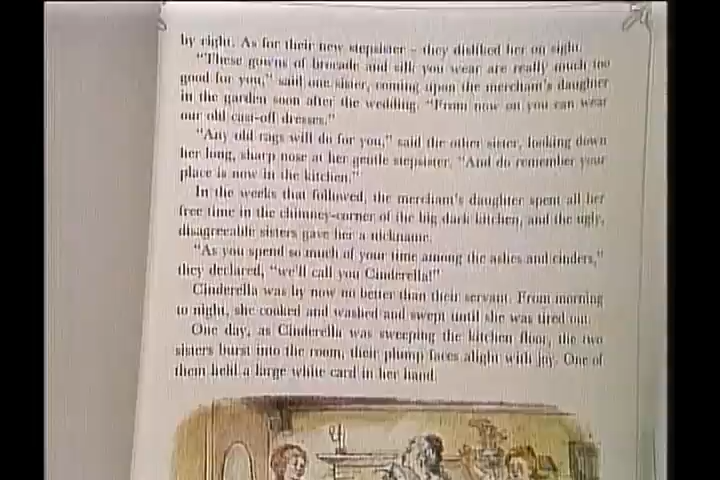 by right. As for their new stepsister – they disliked her on sight.
"These gowns of brocade and silk you wear are really much too
good for you," said one sister, coming upon the merchant's daughter
in the garden soon after the wedding. "From now on you can wear
our old cast-off dresses."
"Any old rags will do for you," said the other sister, looking down
her long, sharp nose at her gentle stepsister. "And do remember your
place is now in the kitchen."
In the weeks that followed, the merchant's daughter spent all her
free time in the chimney-corner of the big dark kitchen, and the ugly,
disagreeable sisters gave her a nickname.
"As you spend so much of your time among the ashes and cinders,"
they declared, "we'll call you Cinderella!"
Cinderella was by now no better than their servant. From morning
to night, she cooked and washed and swept until she was tired out.
One day, as Cinderella was sweeping the kitchen floor, the two
sisters burst into the room, their plump faces alight with joy. One of
them held a large white card in her hand.